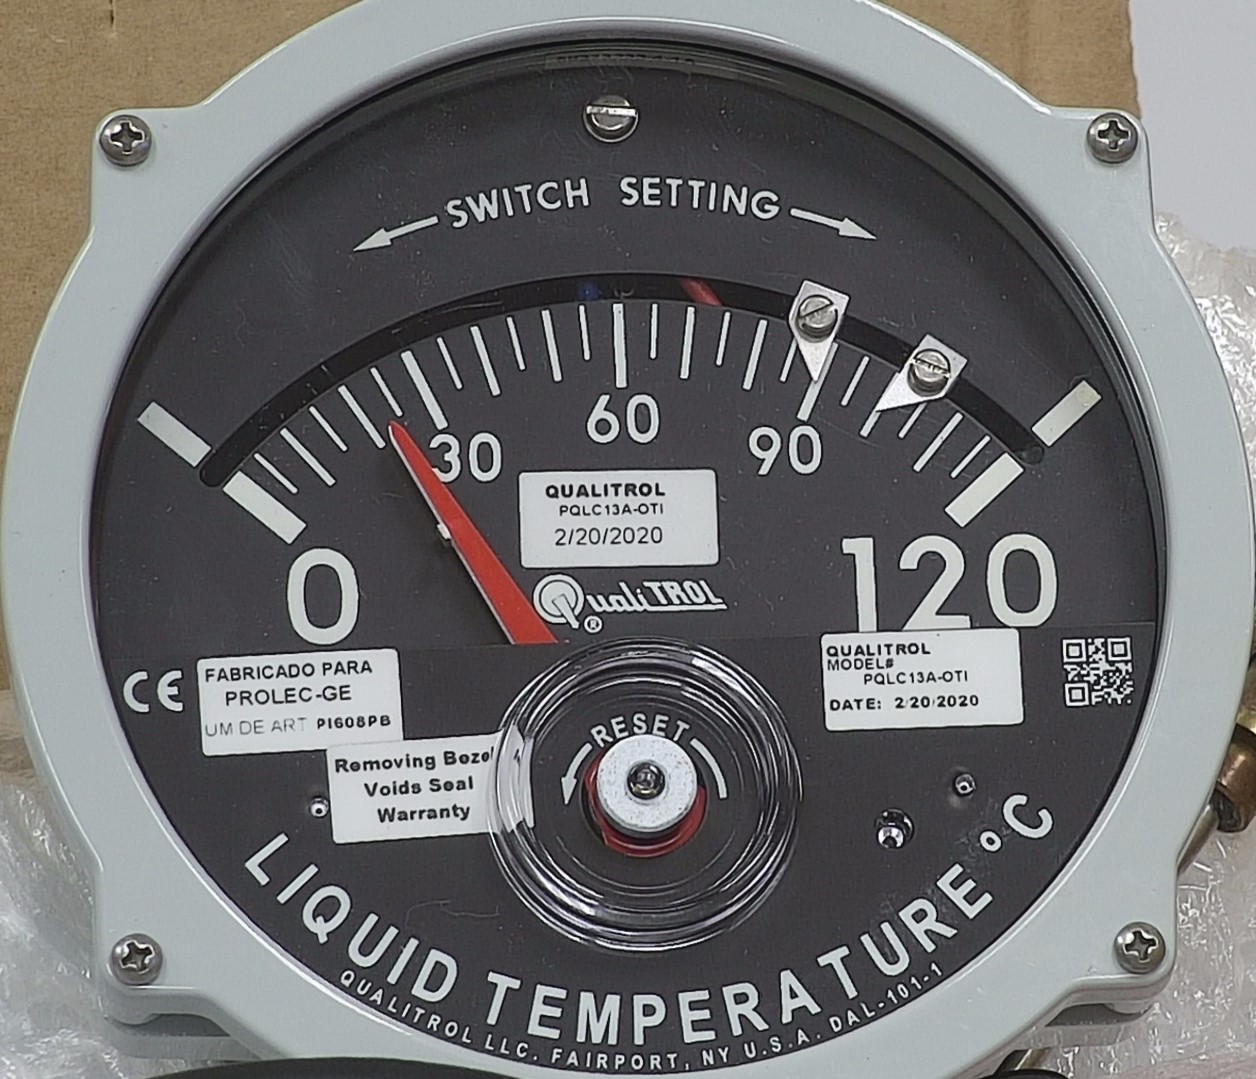 SWITCH SETTING
30
60
90
QUALITROL
PQLC13A-OTI
2/20/2020
QualiTROL
®
0
120
CE
FABRICADO PARA
PROLEC-GE
UM DE ART PI608PB
QUALITROL
MODEL#
PQLC13A-OTI
DATE: 2/20/2020
Removing Bezel
Voids Seal
Warranty
RESET
LIQUID TEMPERATURE °C
QUALITROL LLC. FAIRPORT, NY U.S.A. DAL-101-1